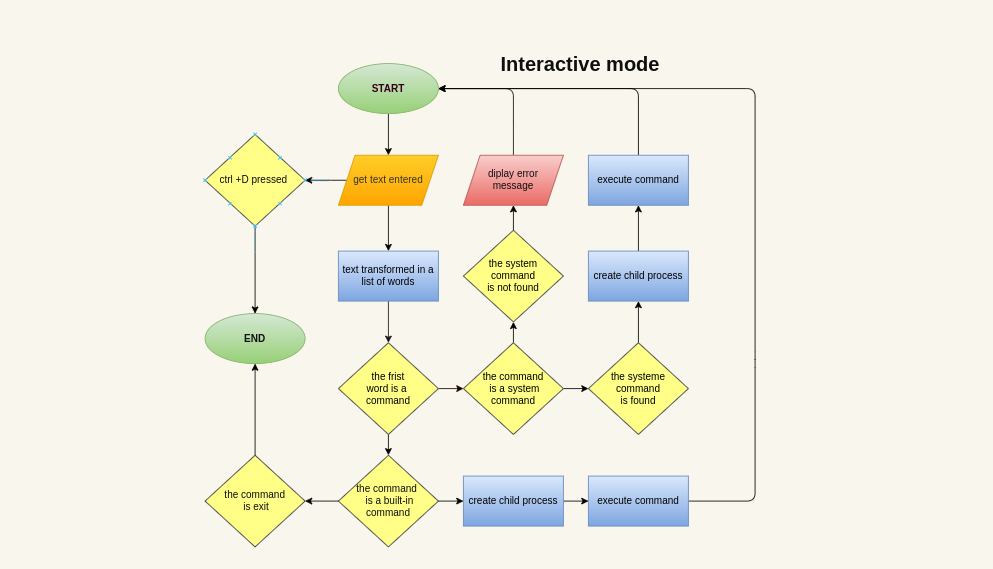 Interactive mode
START
ctrl +D pressed
get text entered
diplay error
message
execute command
text transformed in a
list of words
the system
command
is not found
create child process
END
the frist
word is a
command
the command
is a system
command
the systeme
command
is found
the command
is exit
the command
is a built-in
command
create child process
execute command